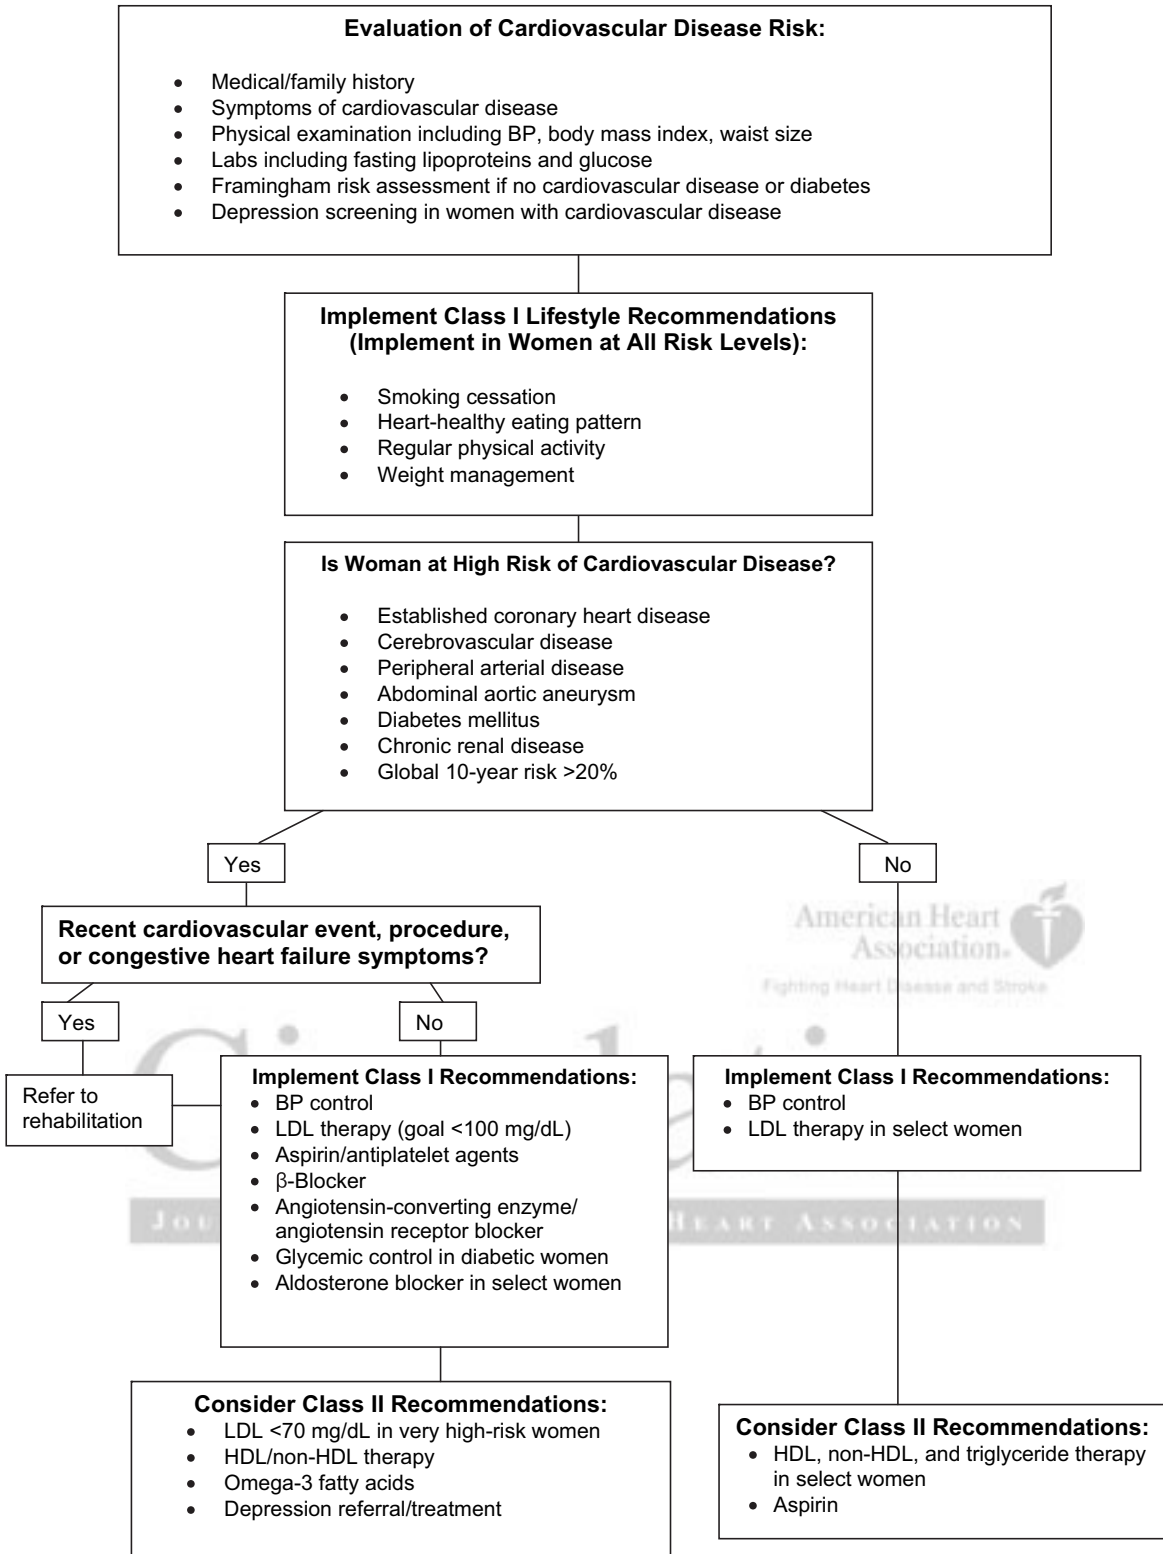 Evaluation of Cardiovascular Disease Risk:
• Medical/family history
• Symptoms of cardiovascular disease
• Physical examination including BP, body mass index, waist size
• Labs including fasting lipoproteins and glucose
• Framingham risk assessment if no cardiovascular disease or diabetes
• Depression screening in women with cardiovascular disease
Implement Class I Lifestyle Recommendations
(Implement in Women at All Risk Levels):
• Smoking cessation
• Heart-healthy eating pattern
• Regular physical activity
• Weight management
Is Woman at High Risk of Cardiovascular Disease?
• Established coronary heart disease
• Cerebrovascular disease
• Peripheral arterial disease
• Abdominal aortic aneurysm
• Diabetes mellitus
• Chronic renal disease
• Global 10-year risk >20%
Yes
No
American Heart
Association®
Fighting Heart Disease and Stroke
Recent cardiovascular event, procedure,
or congestive heart failure symptoms?
Yes
No
Refer to
rehabilitation
Implement Class I Recommendations:
• BP control
• LDL therapy (goal <100 mg/dL)
• Aspirin/antiplatelet agents
• β-Blocker
• Angiotensin-converting enzyme/
angiotensin receptor blocker
• Glycemic control in diabetic women
• Aldosterone blocker in select women
Implement Class I Recommendations:
• BP control
• LDL therapy in select women
HEART ASSOCIATION
Consider Class II Recommendations:
• LDL <70 mg/dL in very high-risk women
• HDL/non-HDL therapy
• Omega-3 fatty acids
• Depression referral/treatment
Consider Class II Recommendations:
• HDL, non-HDL, and triglyceride therapy
in select women
• Aspirin